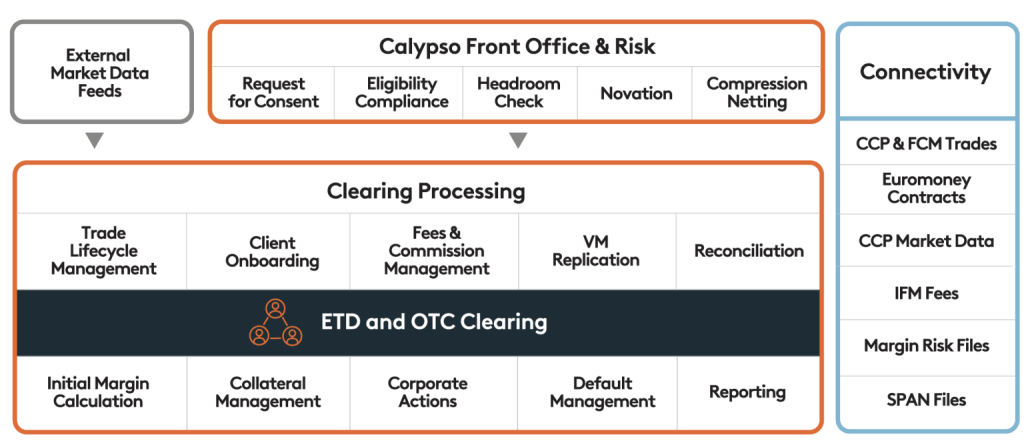 External
Market Data
Feeds
Calypso Front Office & Risk
Request
for Consent
Eligibility
Compliance
Headroom
Check
Novation
Compression
Netting
Clearing Processing
Trade
Lifecycle
Management
Client
Onboarding
Fees &
Commission
Management
VM
Replication
Reconciliation
ETD and OTC Clearing
Initial Margin
Calculation
Collateral
Management
Corporate
Actions
Default
Management
Reporting
Connectivity
CCP & FCM Trades
Euromoney
Contracts
CCP Market Data
IFM Fees
Margin Risk Files
SPAN Files